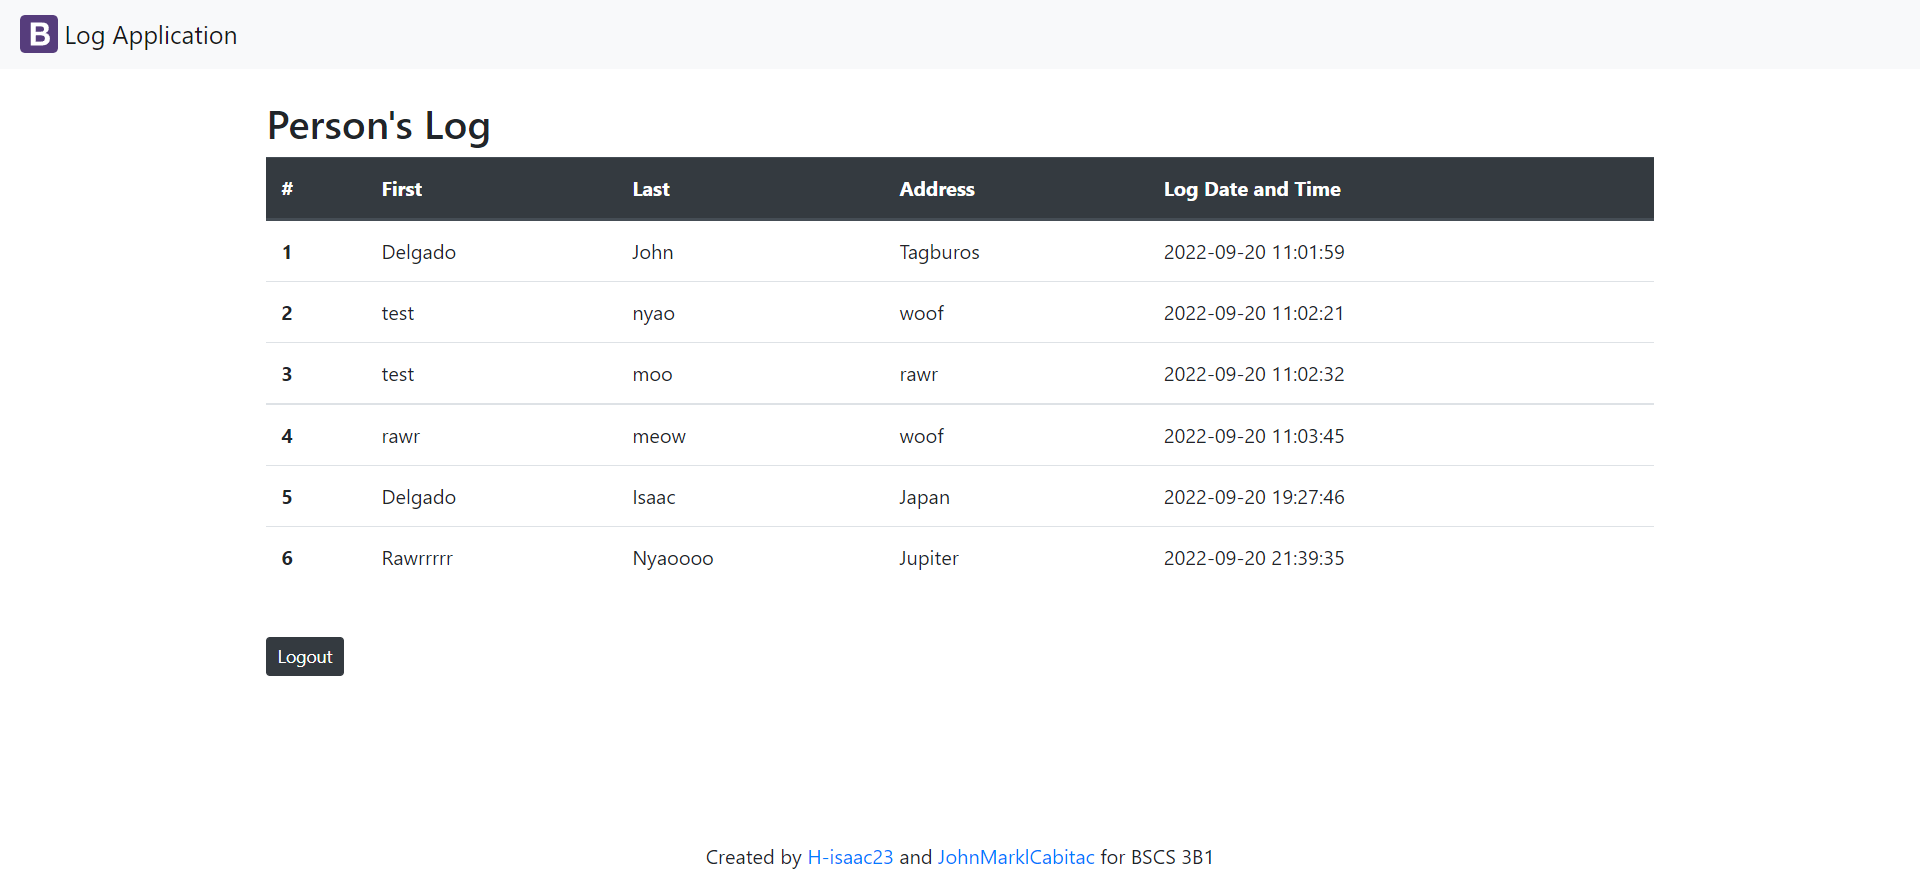 B Log Application
Person's Log
# First Last Address Log Date and Time
1 Delgado John Tagburos 2022-09-20 11:01:59
2 test nyao woof 2022-09-20 11:02:21
3 test moo rawr 2022-09-20 11:02:32
4 rawr meow woof 2022-09-20 11:03:45
5 Delgado Isaac Japan 2022-09-20 19:27:46
6 Rawrrrrr Nyaoooo Jupiter 2022-09-20 21:39:35
Logout
Created by H-isaac23 and JohnMarklCabitac for BSCS 3B1